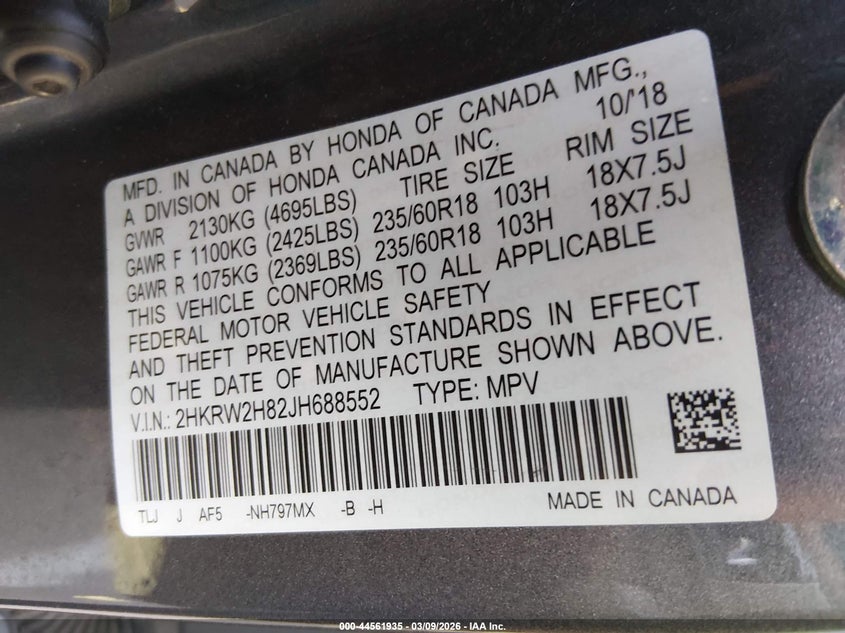 MFD. IN CANADA BY HONDA OF CANADA MFG.,
A DIVISION OF HONDA CANADA INC. 10/'18
GVWR 2130KG (4695LBS) TIRE SIZE RIM SIZE
GAWR F 1100KG (2425LBS) 235/60R18 103H 18X7.5J
GAWR R 1075KG (2369LBS) 235/60R18 103H 18X7.5J
THIS VEHICLE CONFORMS TO ALL APPLICABLE
FEDERAL MOTOR VEHICLE SAFETY
AND THEFT PREVENTION STANDARDS IN EFFECT
ON THE DATE OF MANUFACTURE SHOWN ABOVE.
V.I.N.: 2HKRW2H82JH688552 TYPE: MPV
TLJ J AF5 -NH797MX -B -H MADE IN CANADA
000-44561935 - 03/09/2026 - IAA Inc.